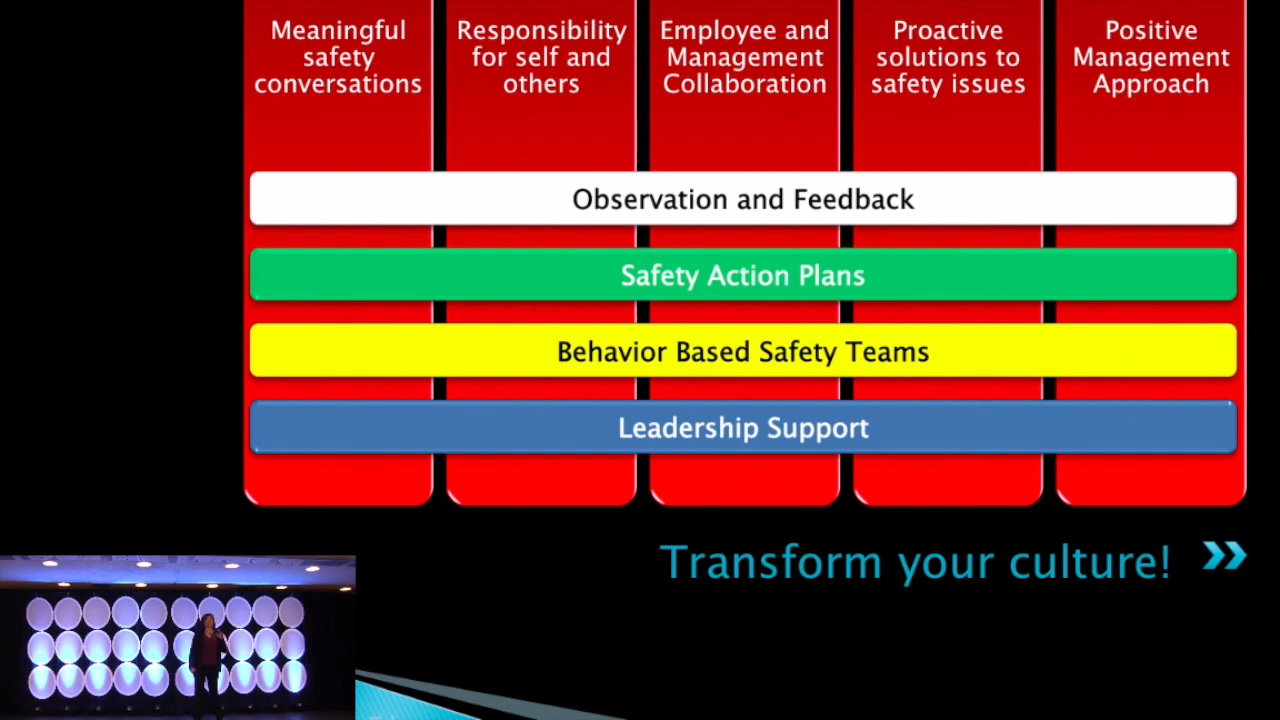 Meaningful
safety
conversations
Responsibility
for self and
others
Employee and
Management
Collaboration
Proactive
solutions to
safety issues
Positive
Management
Approach
Observation and Feedback
Safety Action Plans
Behavior Based Safety Teams
Leadership Support
Transform your culture!